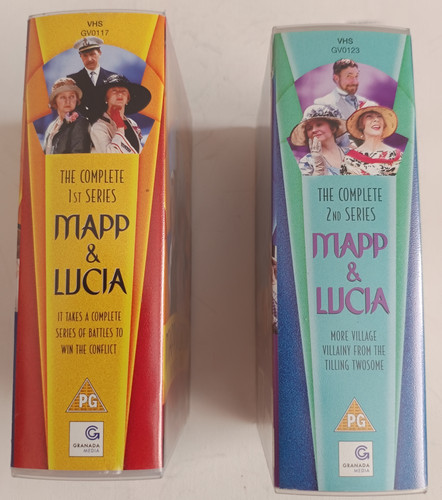 VHS
GV0117
THE COMPLETE
1ST SERIES
MAPP
&
LUCIA
IT TAKES A COMPLETE
SERIES OF BATTLES TO
WIN THE CONFLICT
PG
G
GRANADA
MEDIA
VHS
GV0123
THE COMPLETE
2ND SERIES
MAPP
&
LUCIA
MORE VILLAGE
VILLAINY FROM THE
TILLING TWOSOME
PG
G
GRANADA
MEDIA